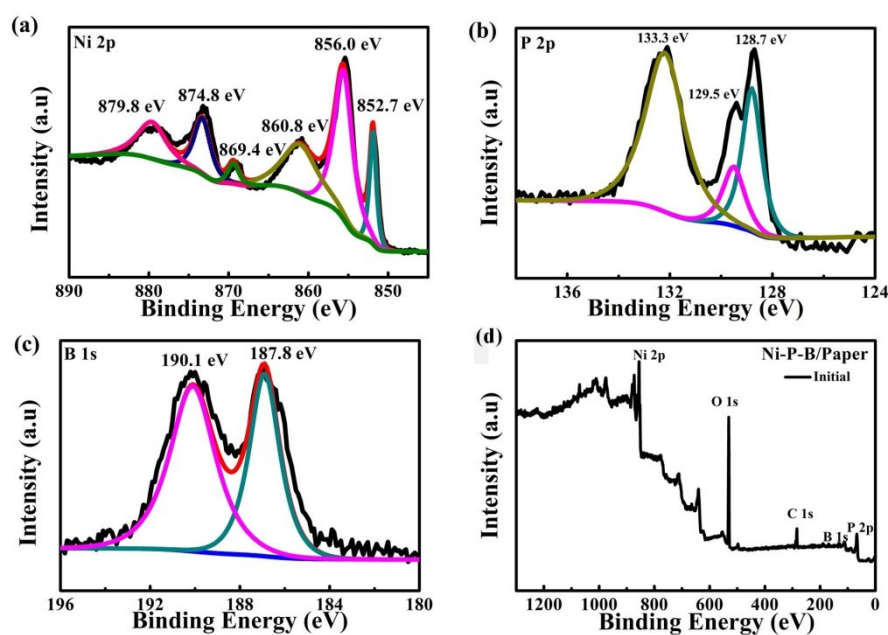 (a)
Ni 2p
879.8 eV
874.8 eV
869.4 eV
860.8 eV
856.0 eV
852.7 eV
Intensity (a.u)
890 880 870 860 850
Binding Energy (eV)
(b)
P 2p
133.3 eV
129.5 eV
128.7 eV
Intensity (a.u)
136 132 128 124
Binding Energy (eV)
(c)
B 1s
190.1 eV
187.8 eV
Intensity (a.u)
196 192 188 184 180
Binding Energy (eV)
(d)
Ni-P-B/Paper
Initial
Ni 2p
O 1s
C 1s
B 1s
P 2p
Intensity (a.u)
1200 1000 800 600 400 200 0
Binding Energy (eV)